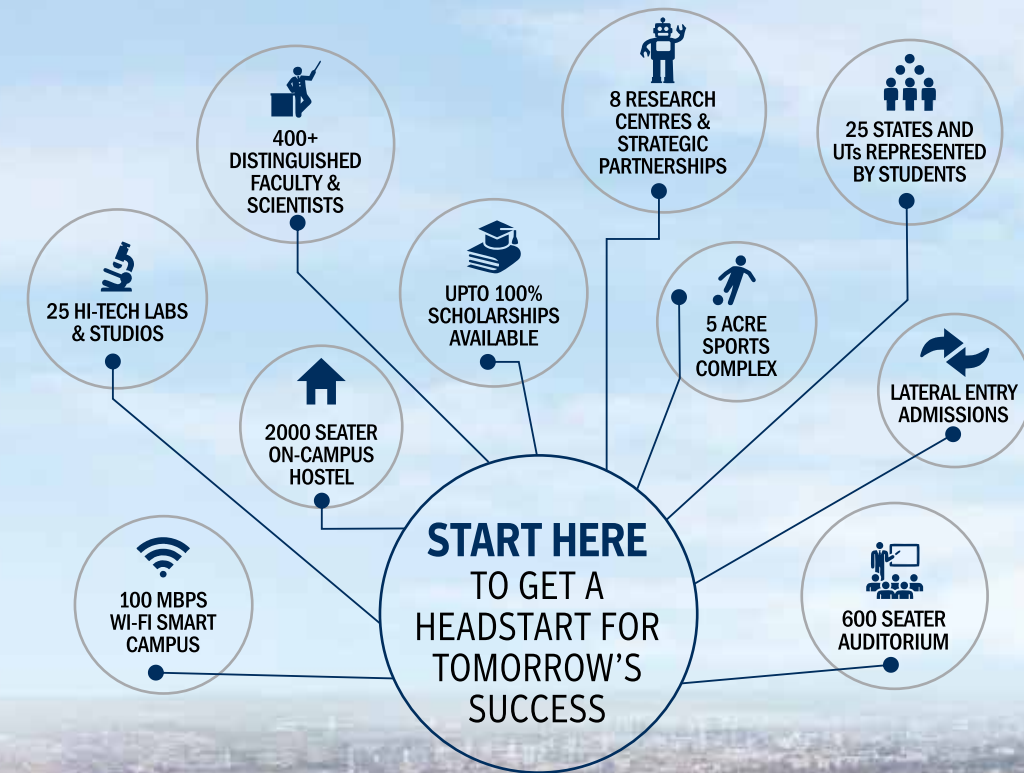 400+
DISTINGUISHED
FACULTY &
SCIENTISTS
8 RESEARCH
CENTRES &
STRATEGIC
PARTNERSHIPS
25 STATES AND
UTs REPRESENTED
BY STUDENTS
25 HI-TECH LABS
& STUDIOS
UPTO 100%
SCHOLARSHIPS
AVAILABLE
5 ACRE
SPORTS
COMPLEX
LATERAL ENTRY
ADMISSIONS
2000 SEATER
ON-CAMPUS
HOSTEL
100 MBPS
WI-FI SMART
CAMPUS
START HERE
TO GET A
HEADSTART FOR
TOMORROW'S
SUCCESS
600 SEATER
AUDITORIUM